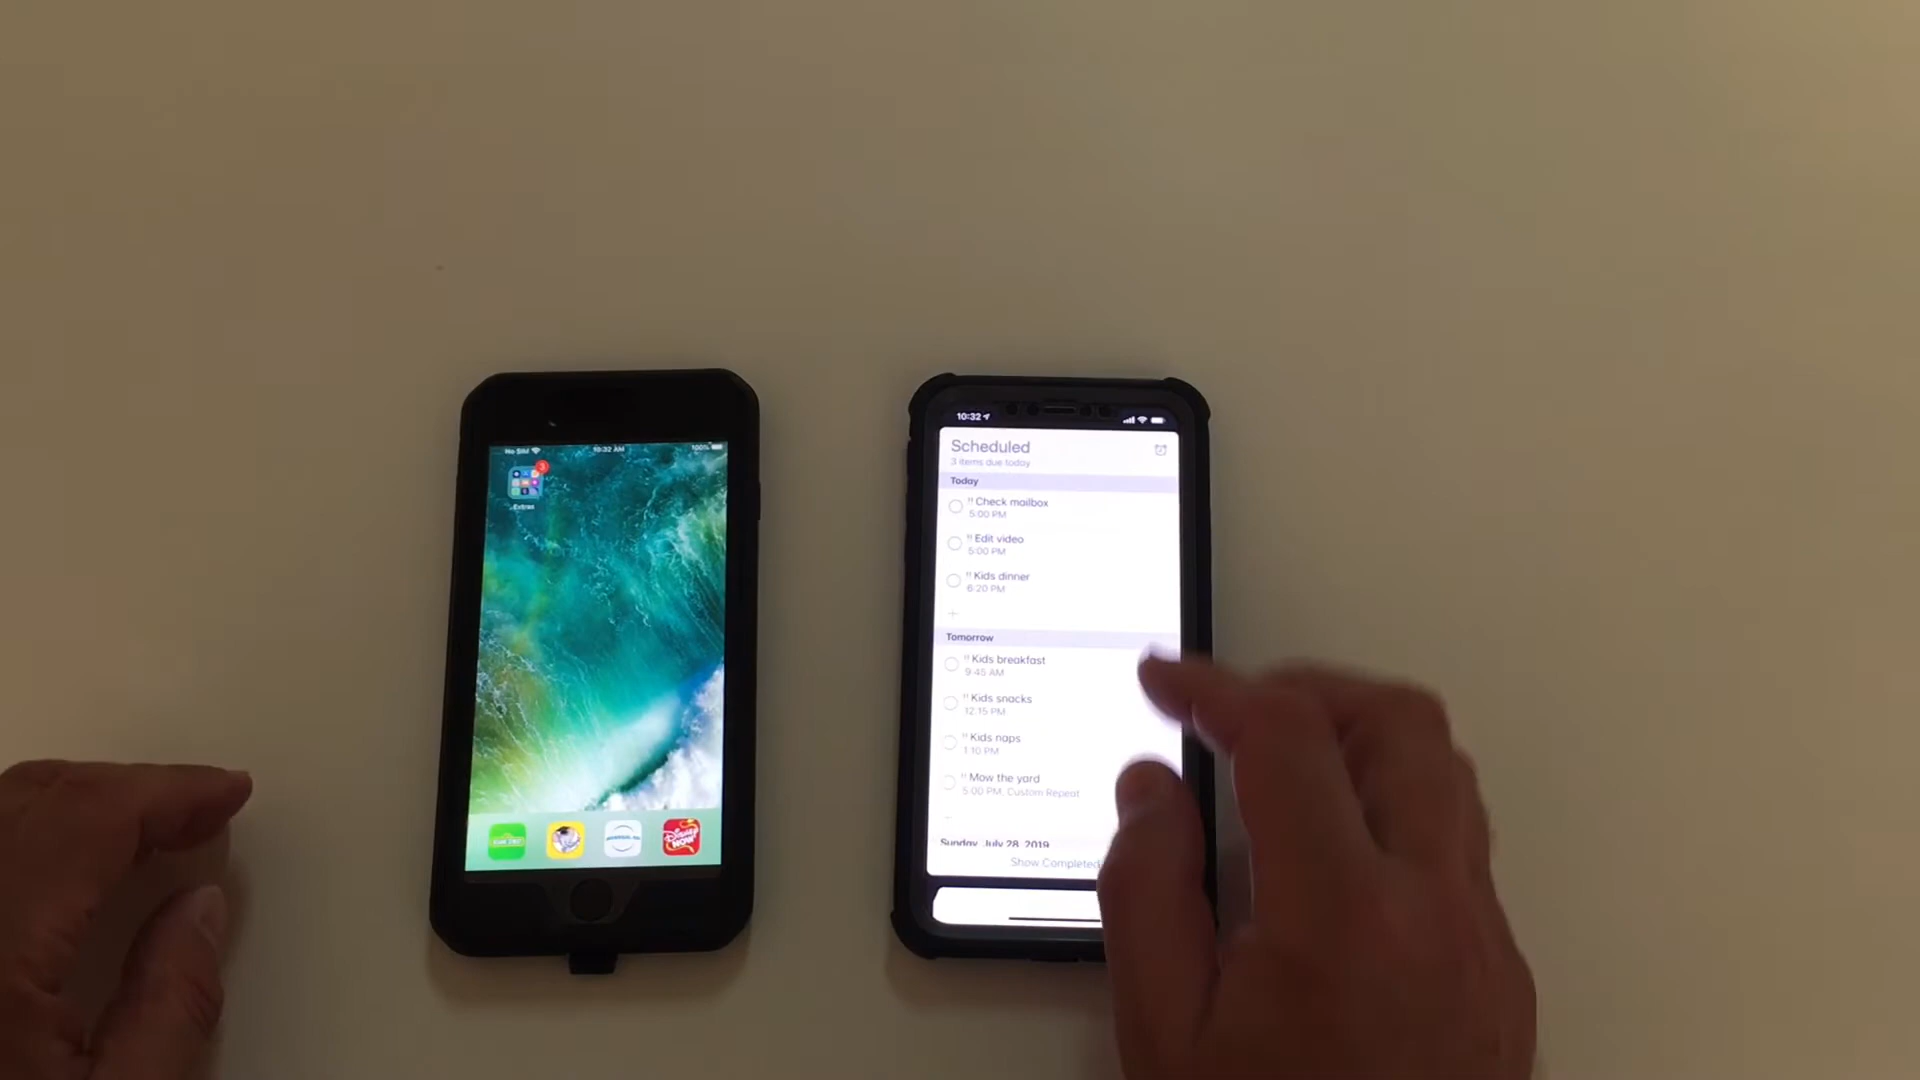 No SIM
10:32 AM
100%
3
Extras
DISNEY NOW
10:32
Scheduled
3 items due today
Today
!! Check mailbox
5:00 PM
!! Edit video
5:00 PM
!! Kids dinner
6:20 PM
+
Tomorrow
!! Kids breakfast
9:45 AM
!! Kids snacks
12:15 PM
!! Kids naps
1:10 PM
!! Mow the yard
5:00 PM, Custom Repeat
Sunday, July 28, 2019
Show Completed